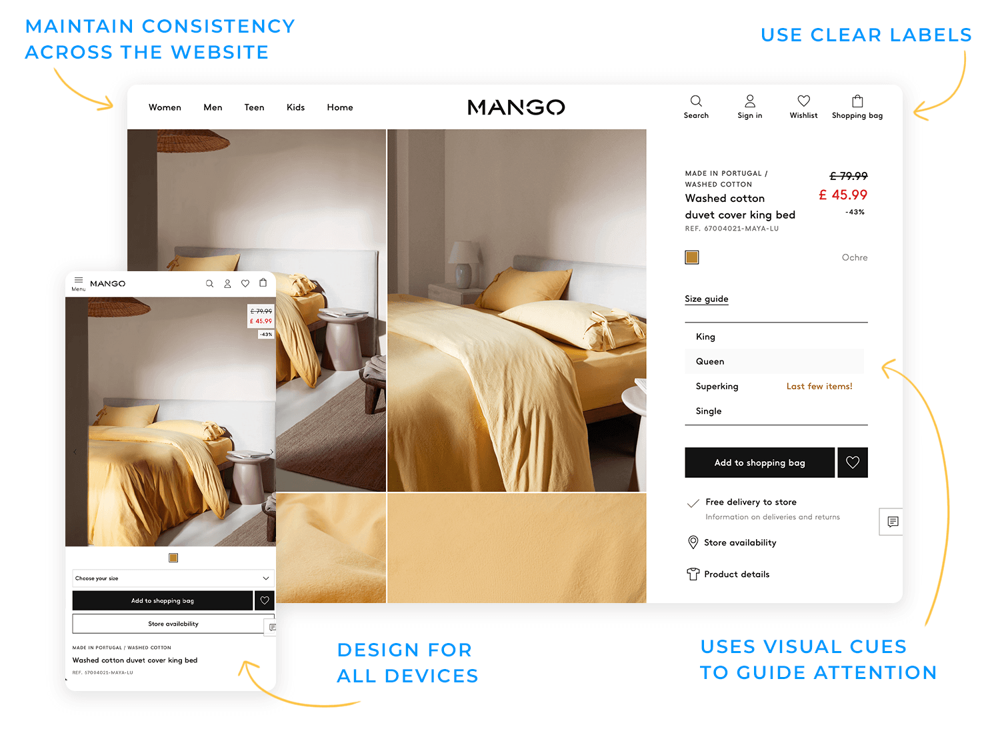 MAINTAIN CONSISTENCY
ACROSS THE WEBSITE
USE CLEAR LABELS
Women Men Teen Kids Home
MANGO
Search Sign in Wishlist Shopping bag
MADE IN PORTUGAL /
WASHED COTTON
Washed cotton
duvet cover king bed
REF. 67004021-MAYA-LU
£ 79.99
£ 45.99
-43%
Ochre
Size guide
King
Queen
Superking Last few items!
Single
Add to shopping bag
Free delivery to store
Information on deliveries and returns
Store availability
Product details
Menu
MANGO
£ 79.99
£ 45.99
-43%
Choose your size
Add to shopping bag
Store availability
MADE IN PORTUGAL / WASHED COTTON
Washed cotton duvet cover king bed
REF. 67004021-MAYA-LU
DESIGN FOR
ALL DEVICES
USES VISUAL CUES
TO GUIDE ATTENTION